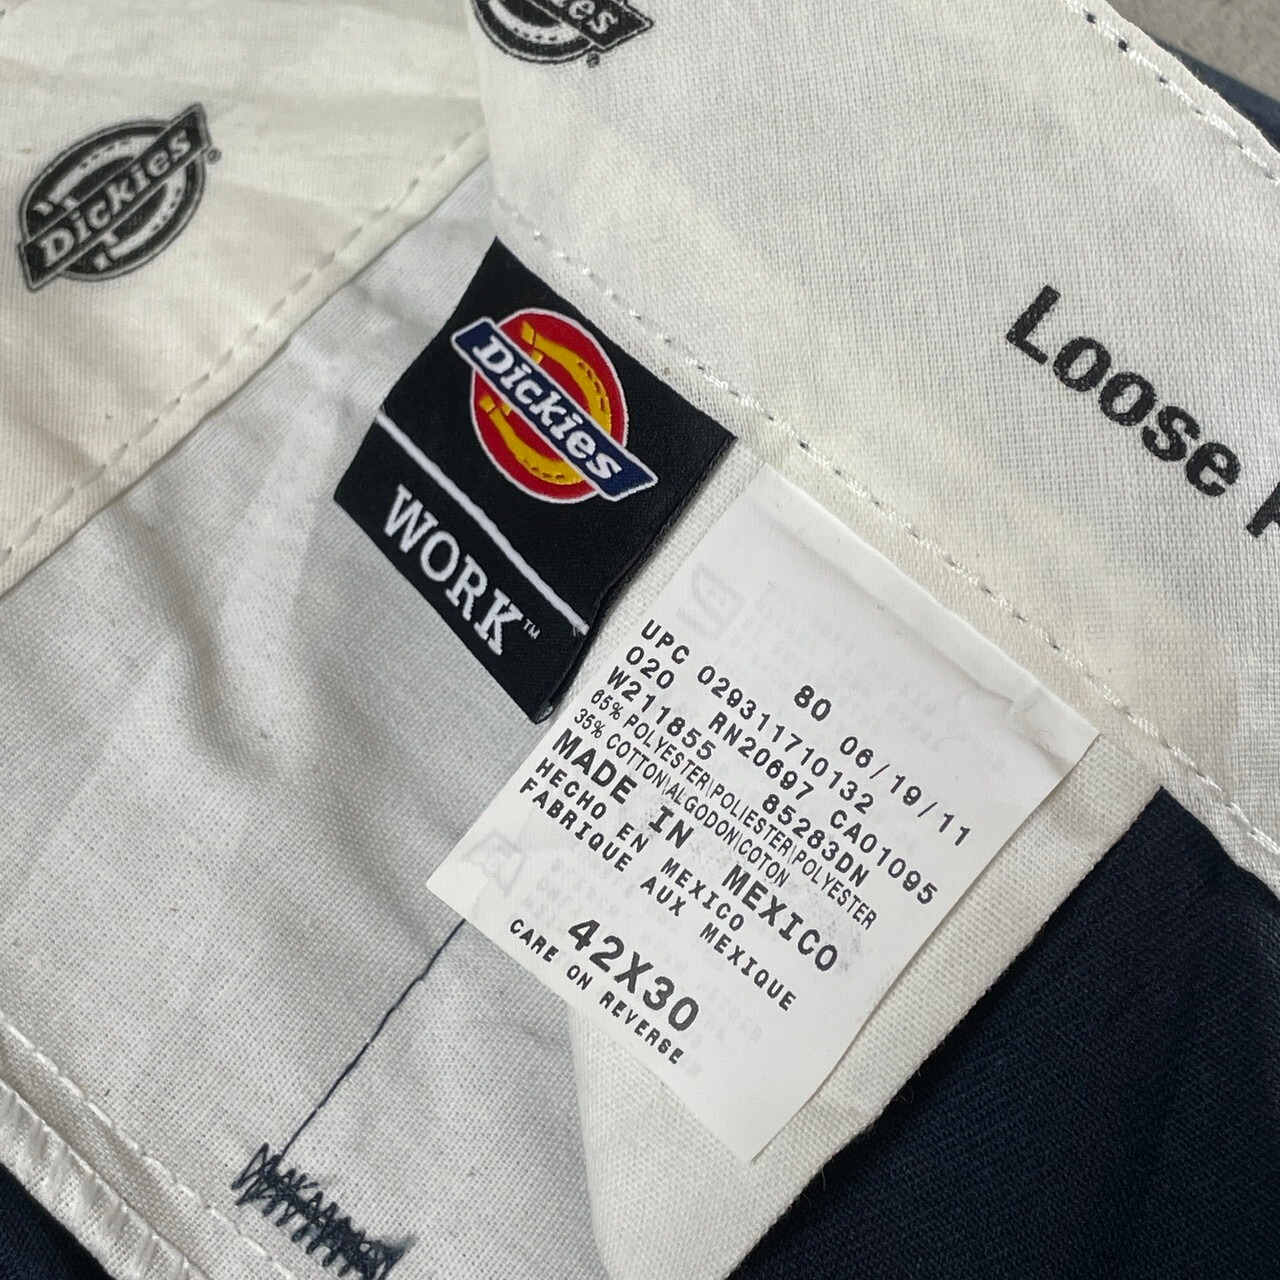 Dickies
Dickies
WORK™
Loose
80 06/19/11
UPC 029311710132
020 RN20697 CA01095
W211855 85283DN
65% POLYESTER\POLIESTER\POLYESTER
35% COTTON\ALGODON\COTON
MADE IN MEXICO
HECHO EN MEXICO
FABRIQUE AUX MEXIQUE
42X30
CARE ON REVERSE